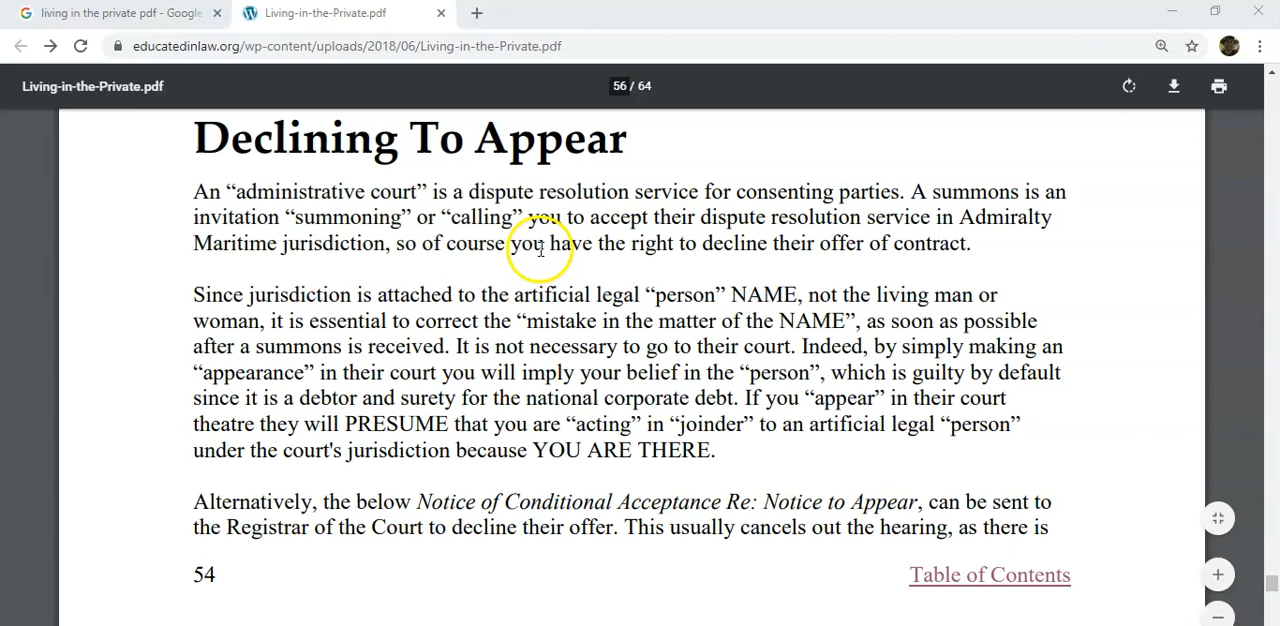 living in the private pdf - Google
Living-in-the-Private.pdf
educatedinlaw.org/wp-content/uploads/2018/06/Living-in-the-Private.pdf
Living-in-the-Private.pdf
56 / 64
Declining To Appear
An “administrative court” is a dispute resolution service for consenting parties. A summons is an
invitation “summoning” or “calling” you to accept their dispute resolution service in Admiralty
Maritime jurisdiction, so of course you have the right to decline their offer of contract.
Since jurisdiction is attached to the artificial legal “person” NAME, not the living man or
woman, it is essential to correct the “mistake in the matter of the NAME”, as soon as possible
after a summons is received. It is not necessary to go to their court. Indeed, by simply making an
“appearance” in their court you will imply your belief in the “person”, which is guilty by default
since it is a debtor and surety for the national corporate debt. If you “appear” in their court
theatre they will PRESUME that you are “acting” in “joinder” to an artificial legal “person”
under the court's jurisdiction because YOU ARE THERE.
Alternatively, the below Notice of Conditional Acceptance Re: Notice to Appear, can be sent to
the Registrar of the Court to decline their offer. This usually cancels out the hearing, as there is
54
Table of Contents